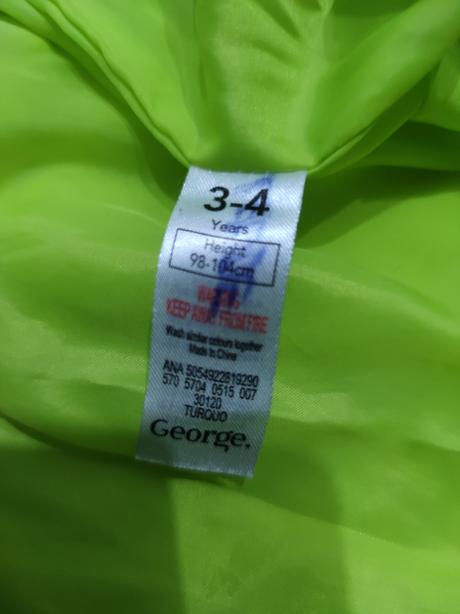 3-4
Years
Height
98-104cm
WARNING
KEEP AWAY FROM FIRE
Wash similar colours together
Made In China
ANA 5054922819290
570 5704 0515 007
30120
TURQUO
George.